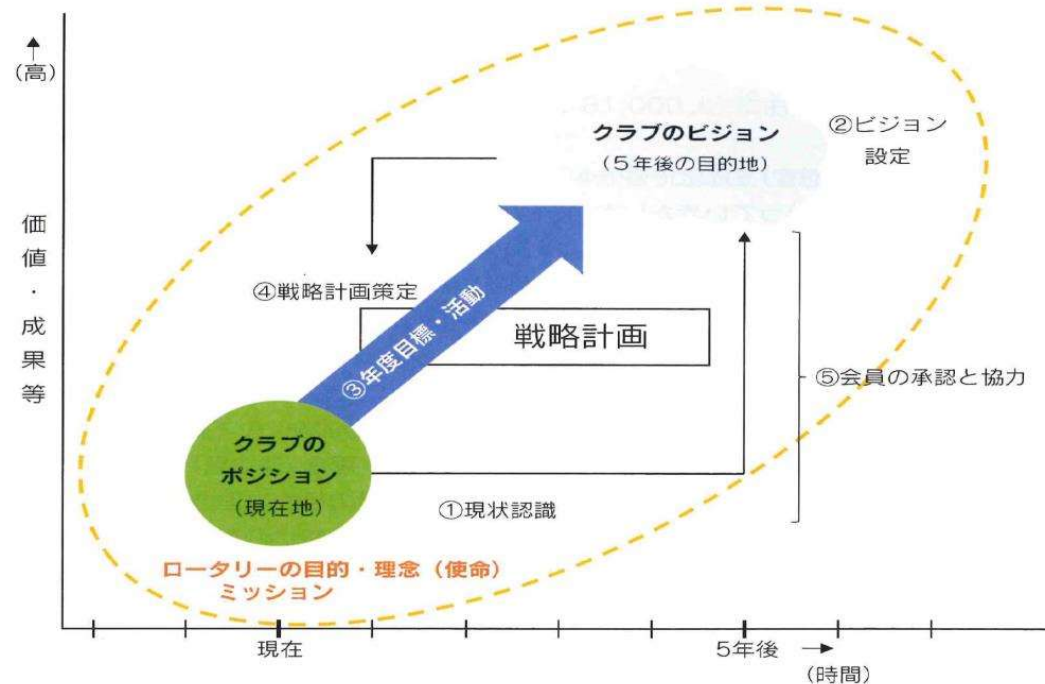 (高)
価値・成果等
クラブのビジョン
(5年後の目的地)
②ビジョン
設定
④戦略計画策定
戦略計画
③年度目標・活動
⑤会員の承認と協力
クラブの
ポジション
(現在地)
①現状認識
ロータリーの目的・理念（使命）
ミッション
現在
5年後
(時間)